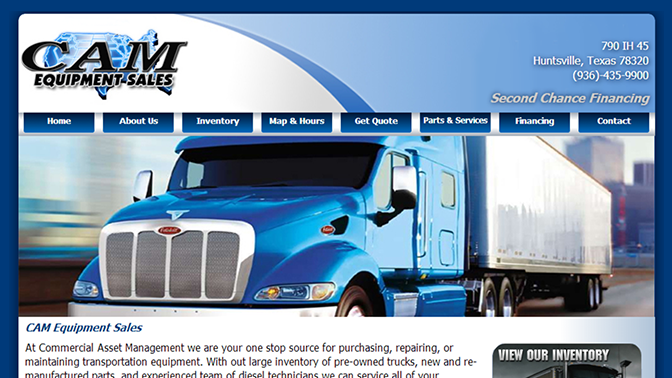 CAM
EQUIPMENT SALES
790 IH 45
Huntsville, Texas 78320
(936)-435-9900
Second Chance Financing
Home
About Us
Inventory
Map & Hours
Get Quote
Parts & Services
Financing
Contact
Peterbilt
CAM Equipment Sales
At Commercial Asset Management we are your one stop source for purchasing, repairing, or
maintaining transportation equipment. With out large inventory of pre-owned trucks, new and re-
manufactured parts, and experienced team of diesel technicians we can service all of your
VIEW OUR INVENTORY